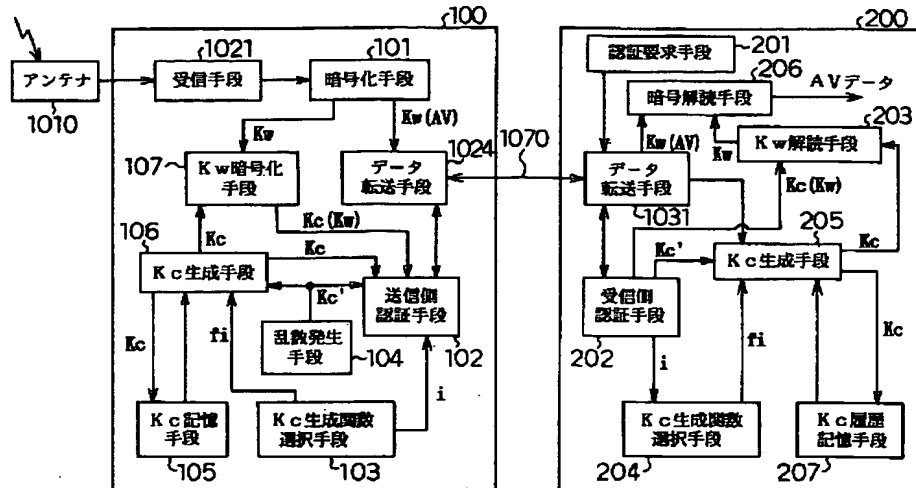 100
200
1021
101
認証要求手段
201
アンテナ
受信手段
暗号化手段
206
AVデータ
1010
暗号解読手段
203
Kw
Kw(AV)
1024
1070
Kw(AV)
Kw
Kw解読手段
107
Kw暗号化
手段
データ
転送手段
データ
転送手段
Kc(Kw)
1031
106
Kc
Kc(Kw)
Kc
205
Kc
Kc生成手段
Kc'
Kc生成手段
Kc'
送信側
認証手段
受信側
認証手段
Kc
fi
乱数発生
手段
104
102
202
i
fi
Kc
i
Kc記憶
手段
Kc生成関数
選択手段
Kc生成関数
選択手段
Kc履歴
記憶手段
105
103
204
207